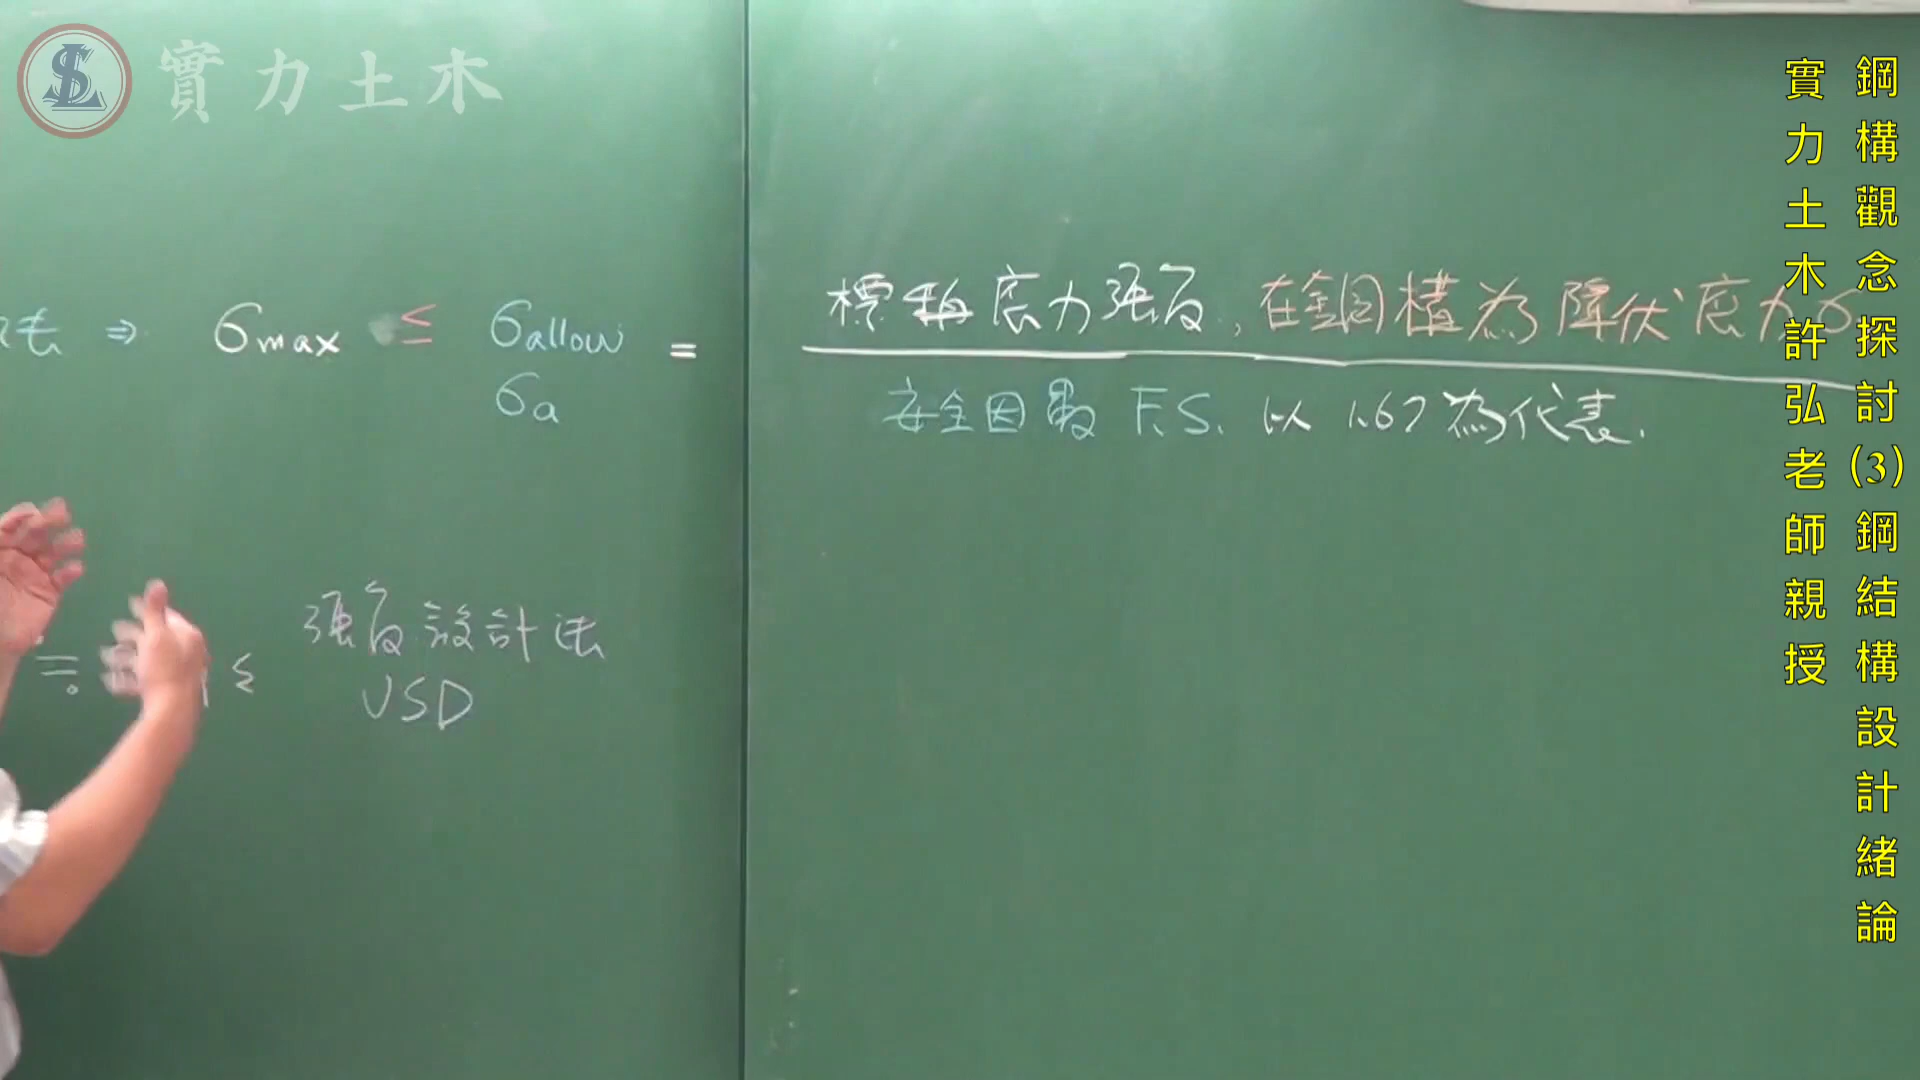 實力土木
鋼構觀念探討(3)鋼結構設計緒論
實力土木許弘老師親授
法 ⇒ σmax ≤ σallow = 標稱應力強度,在鋼構為降伏應力σ
σa
安全因數 F.S. 以 1.67為代表.
≤ 強度設計法
USD